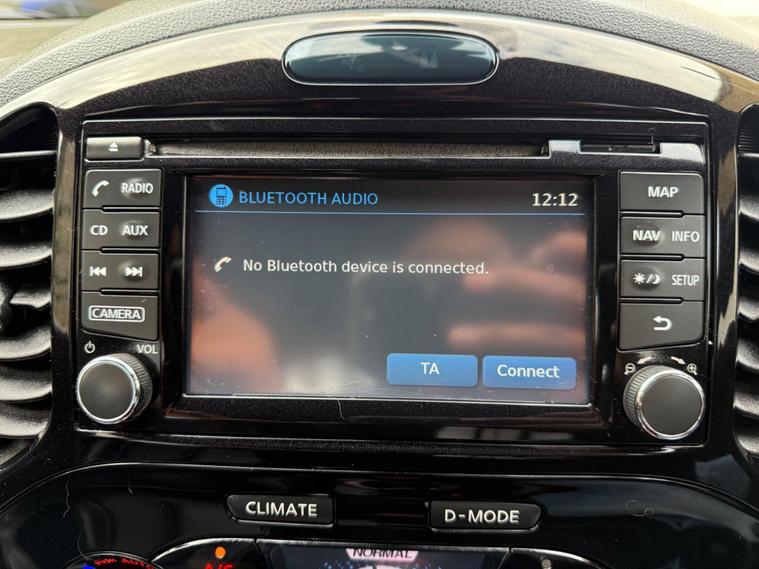 BLUETOOTH AUDIO 12:12
No Bluetooth device is connected.
TA Connect
RADIO
CD AUX
CAMERA
VOL
MAP
NAV INFO
SETUP
CLIMATE D-MODE
NORMAL